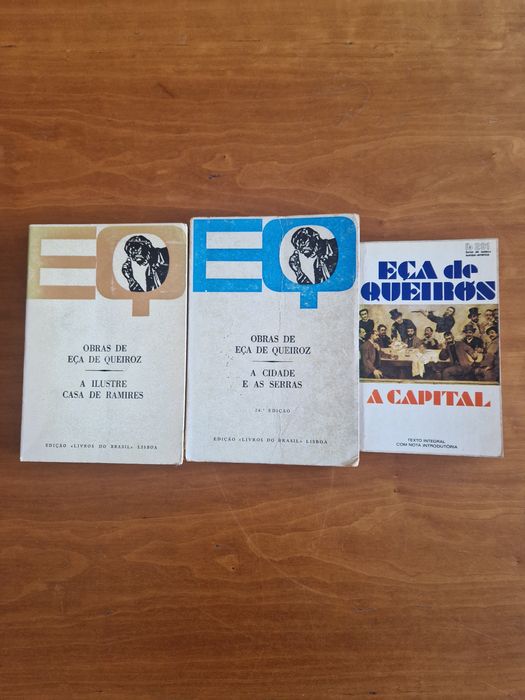 EQ
OBRAS DE
EÇA DE QUEIROZ
A ILUSTRE
CASA DE RAMIRES
EDIÇÃO «LIVROS DO BRASIL» LISBOA
EQ
OBRAS DE
EÇA DE QUEIROZ
A CIDADE
E AS SERRAS
EDIÇÃO «LIVROS DO BRASIL» LISBOA
EÇA de
QUEIRÓS
A CAPITAL
TEXTO INTEGRAL
COM NOTA INTRODUTÓRIA